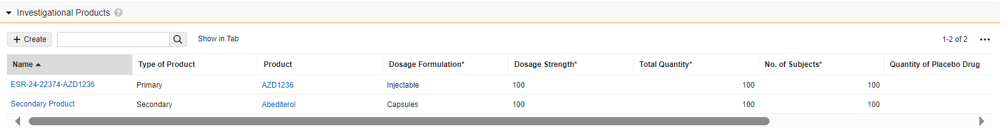 Investigational Products ?
+ Create Show in Tab 1-2 of 2 •••
Name Type of Product Product Dosage Formulation* Dosage Strength* Total Quantity* No. of Subjects* Quantity of Placebo Drug
ESR-24-22374-AZD1236 Primary AZD1236 Injectable 100 100 100
Secondary Product Secondary Abediterol Capsules 100 100 100